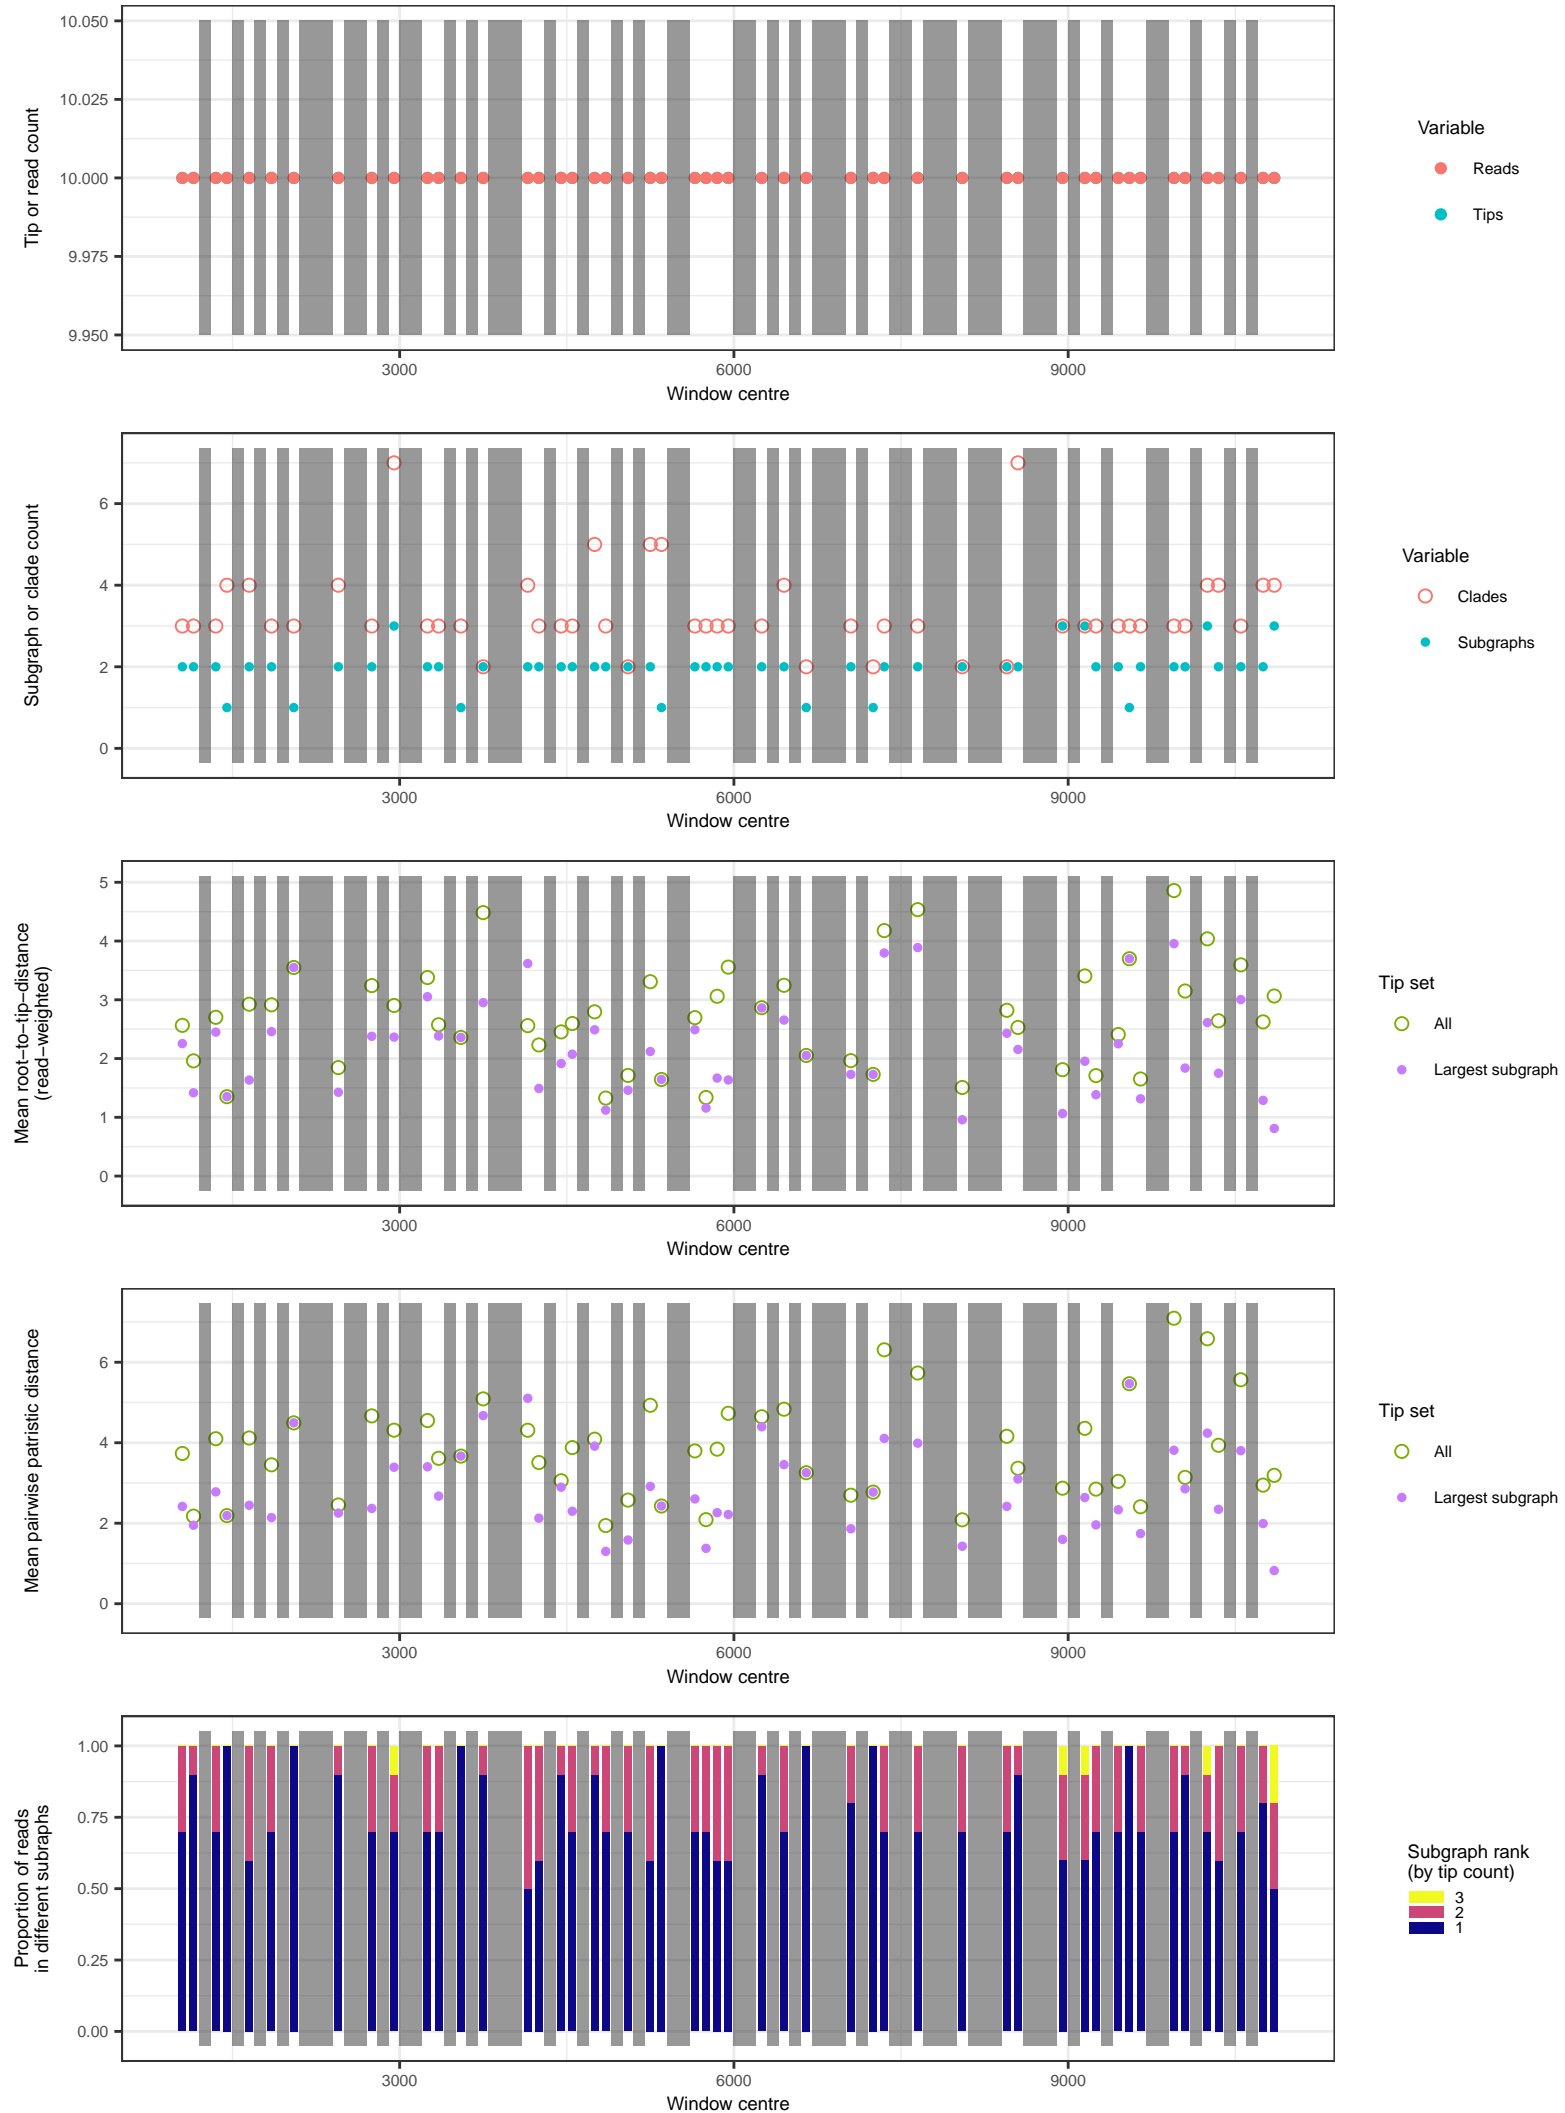 10.050
10.025
10.000
9.975
9.950
Tip or read count
3000
6000
9000
Window centre
Variable
Reads
Tips
6
4
2
0
Subgraph or clade count
3000
6000
9000
Window centre
Variable
Clades
Subgraphs
5
4
3
2
1
0
Mean root−to−tip−distance
(read−weighted)
3000
6000
9000
Window centre
Tip set
All
Largest subgraph
6
4
2
0
Mean pairwise patristic distance
3000
6000
9000
Window centre
Tip set
All
Largest subgraph
1.00
0.75
0.50
0.25
0.00
Proportion of reads
in different subraphs
3000
6000
9000
Window centre
Subgraph rank
(by tip count)
3
2
1